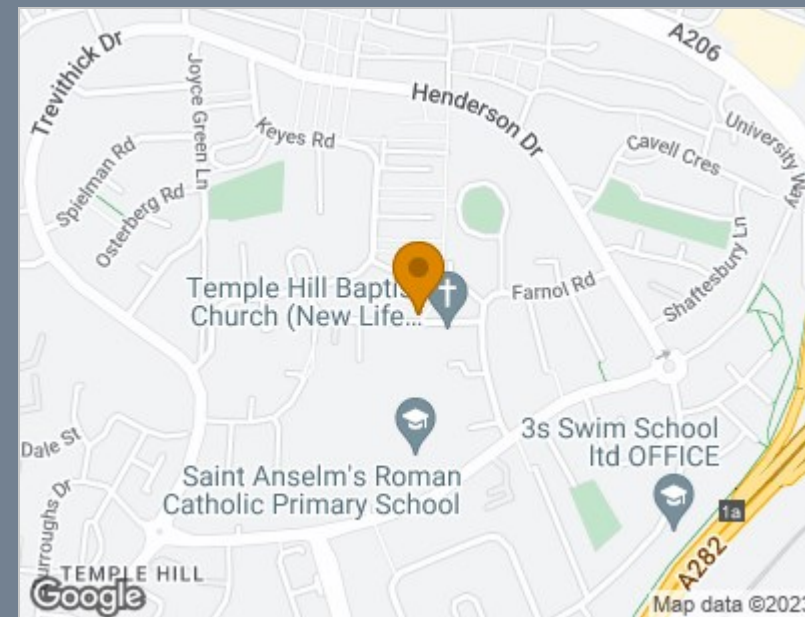 A206
Trevithick Dr
Joyce Green Ln
Henderson Dr
University Way
Keyes Rd
Cavell Cres
Spielman Rd
Osterberg Rd
Shaftesbury Ln
Temple Hill Baptis
Church (New Life...
Farnol Rd
Dale St
3s Swim School
ltd OFFICE
Saint Anselm's Roman
Catholic Primary School
urroughs Dr
1a
A282
TEMPLE HILL
Google
Map data ©2023